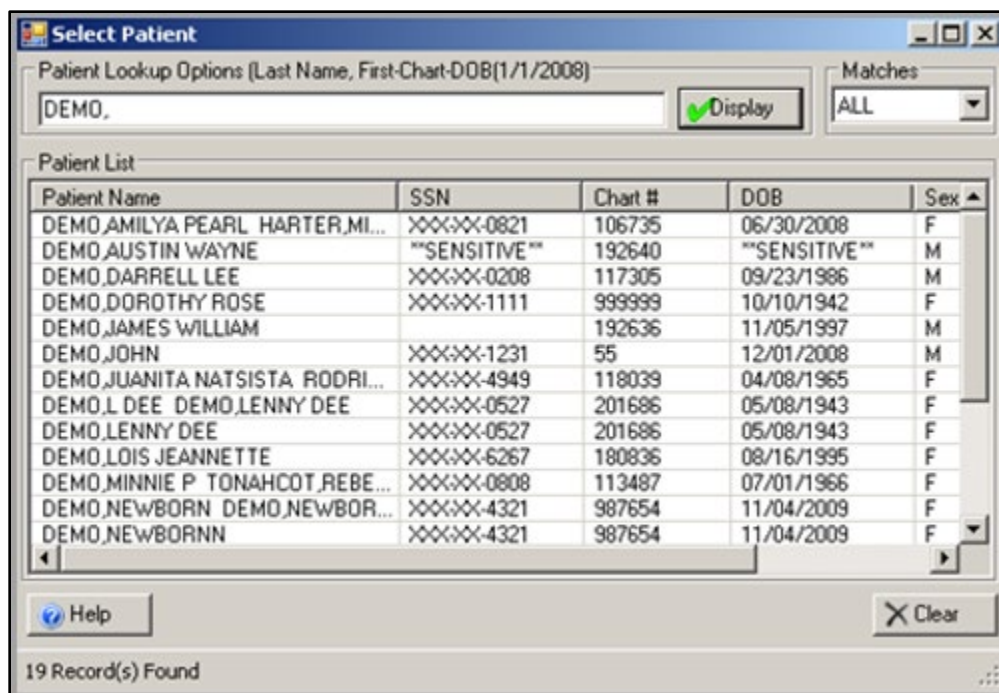 Select Patient
Patient Lookup Options (Last Name, First-Chart-DOB(1/1/2008) Matches
DEMO, Display ALL
Patient List
Patient Name SSN Chart # DOB Sex
DEMO,AMILYA PEARL HARTER,MI... XXX-XX-0821 106735 06/30/2008 F
DEMO,AUSTIN WAYNE **SENSITIVE** 192640 **SENSITIVE** M
DEMO,DARRELL LEE XXX-XX-0208 117305 09/23/1986 M
DEMO,DOROTHY ROSE XXX-XX-1111 999999 10/10/1942 F
DEMO,JAMES WILLIAM 192636 11/05/1997 M
DEMO,JOHN XXX-XX-1231 55 12/01/2008 M
DEMO,JUANITA NATSISTA RODRI... XXX-XX-4949 118039 04/08/1965 F
DEMO,L DEE DEMO,LENNY DEE XXX-XX-0527 201686 05/08/1943 F
DEMO,LENNY DEE XXX-XX-0527 201686 05/08/1943 F
DEMO,LOIS JEANNETTE XXX-XX-6267 180836 08/16/1995 F
DEMO,MINNIE P TONAHCOT,REBE... XXX-XX-0808 113487 07/01/1966 F
DEMO,NEWBORN DEMO,NEWBOR... XXX-XX-4321 987654 11/04/2009 F
DEMO,NEWBORNN XXX-XX-4321 987654 11/04/2009 F
Help Clear
19 Record(s) Found